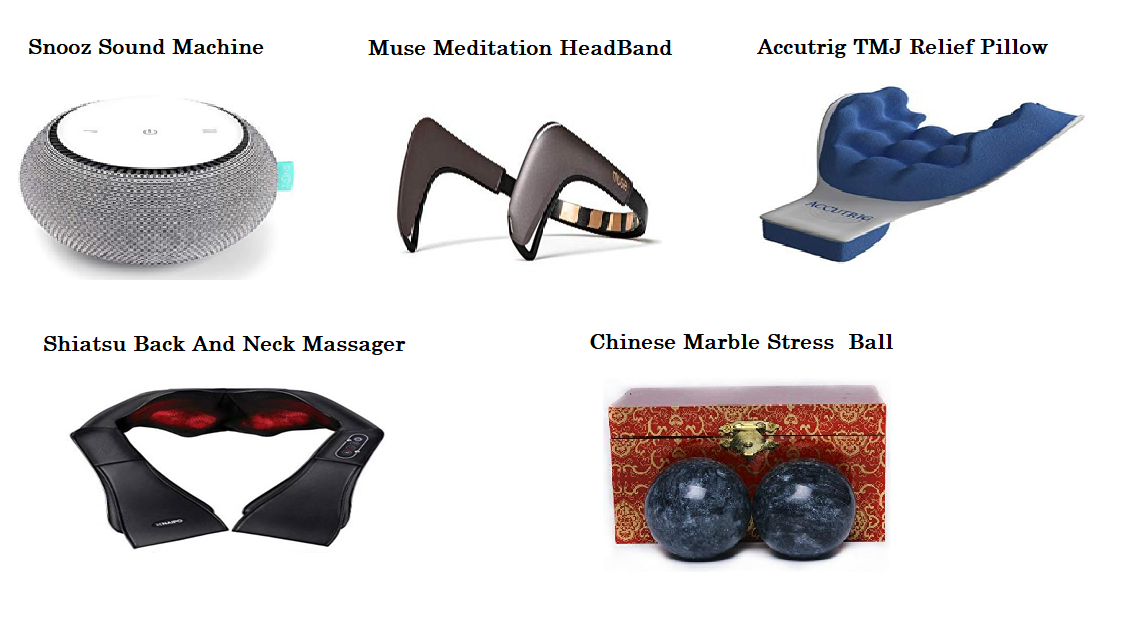 Snooz Sound Machine
Muse Meditation HeadBand
Accutrig TMJ Relief Pillow
muse
ACCUTRIG
Shiatsu Back And Neck Massager
Chinese Marble Stress  Ball
NAIPO